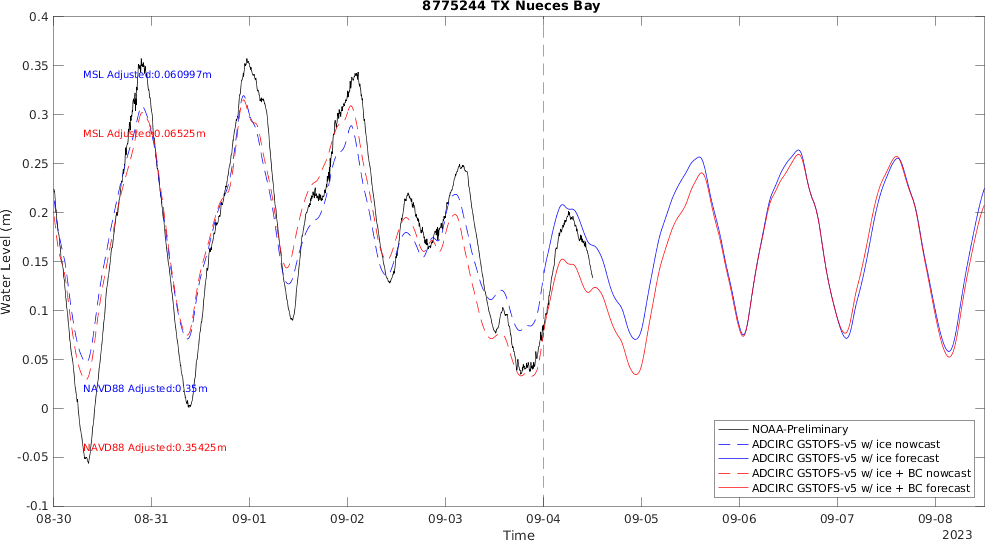 8775244 TX Nueces Bay
0.4
0.35
0.3
0.25
0.2
0.15
0.1
0.05
0
-0.05
-0.1
Water Level (m)
MSL Adjusted:0.060997m
MSL Adjusted:0.06525m
NAVD88 Adjusted:0.35m
NAVD88 Adjusted:0.35425m
NOAA-Preliminary
ADCIRC GSTOFS-v5 w/ ice nowcast
ADCIRC GSTOFS-v5 w/ ice forecast
ADCIRC GSTOFS-v5 w/ ice + BC nowcast
ADCIRC GSTOFS-v5 w/ ice + BC forecast
08-30 08-31 09-01 09-02 09-03 09-04 09-05 09-06 09-07 09-08
Time
2023